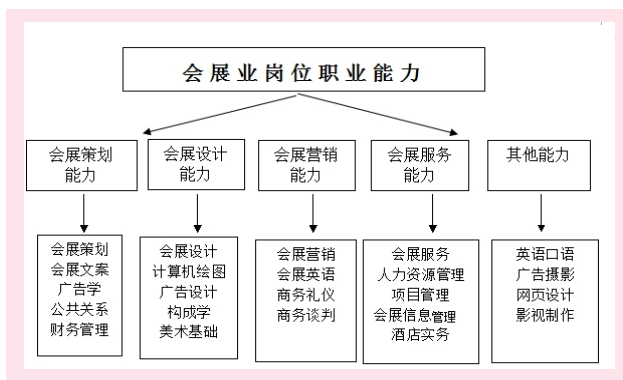 会展业岗位职业能力
会展策划
能力
会展设计
能力
会展营销
能力
会展服务
能力
其他能力
会展策划
会展文案
广告学
公共关系
财务管理
会展设计
计算机绘图
广告设计
构成学
美术基础
会展营销
会展英语
商务礼仪
商务谈判
会展服务
人力资源管理
项目管理
会展信息管理
酒店实务
英语口语
广告摄影
网页设计
影视制作